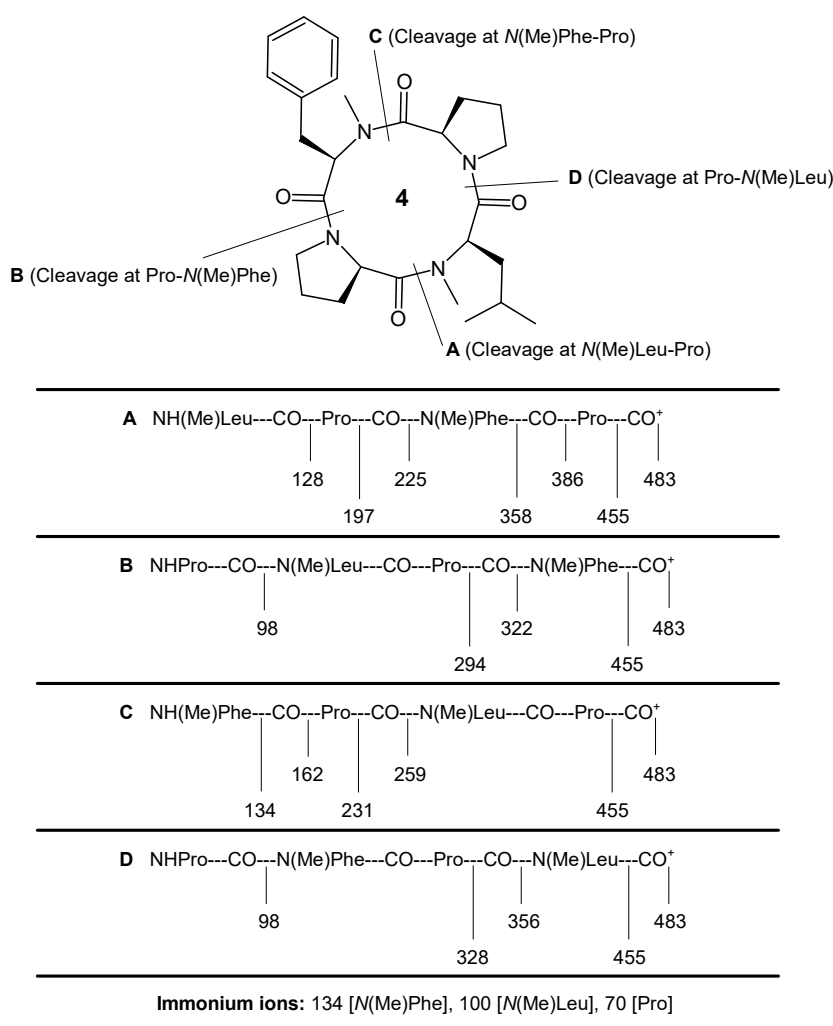 C (Cleavage at N(Me)Phe-Pro)
O
N
N
D (Cleavage at Pro-N(Me)Leu)
O
4
O
N
N
B (Cleavage at Pro-N(Me)Phe)
O
A (Cleavage at N(Me)Leu-Pro)
A NH(Me)Leu---CO---Pro---CO---N(Me)Phe---CO---Pro---CO+
128 225 386 483
197 358 455
B NHPro---CO---N(Me)Leu---CO---Pro---CO---N(Me)Phe---CO+
98 322 483
294 455
C NH(Me)Phe---CO---Pro---CO---N(Me)Leu---CO---Pro---CO+
162 259 483
134 231 455
D NHPro---CO---N(Me)Phe---CO---Pro---CO---N(Me)Leu---CO+
98 356 483
328 455
Immonium ions: 134 [N(Me)Phe], 100 [N(Me)Leu], 70 [Pro]